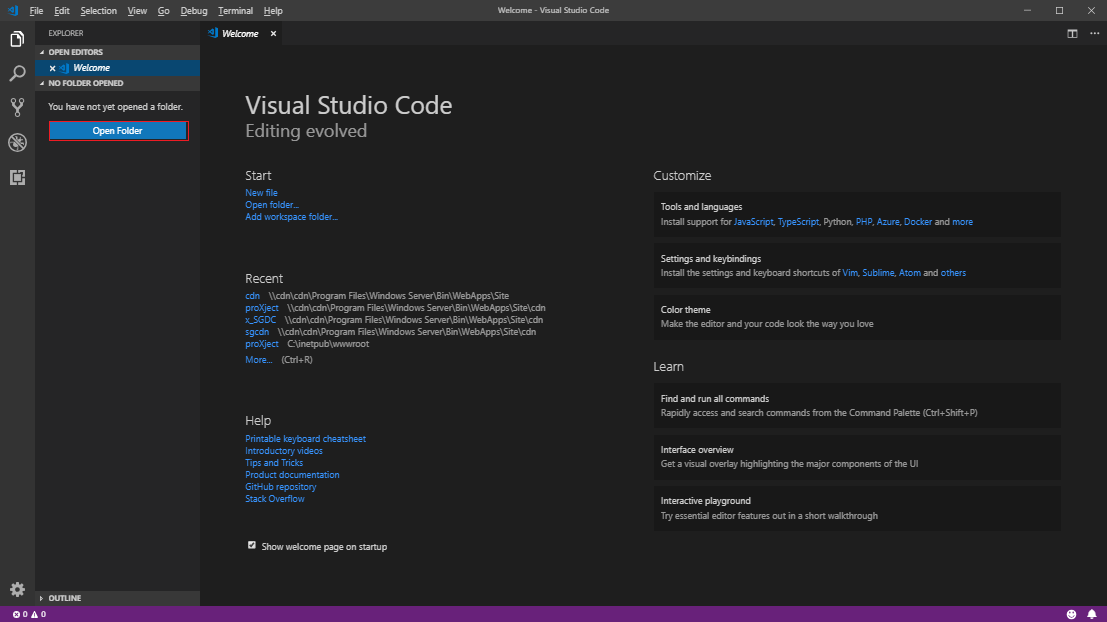 File Edit Selection View Go Debug Terminal Help
Welcome - Visual Studio Code
EXPLORER
OPEN EDITORS
Welcome
NO FOLDER OPENED
You have not yet opened a folder.
Open Folder
OUTLINE
Welcome
Visual Studio Code
Editing evolved
Start
New file
Open folder...
Add workspace folder...
Recent
cdn \\cdn\cdn\Program Files\Windows Server\Bin\WebApps\Site
proXject \\cdn\cdn\Program Files\Windows Server\Bin\WebApps\Site\cdn
x_SGDC \\cdn\cdn\Program Files\Windows Server\Bin\WebApps\Site\cdn
sgcdn \\cdn\cdn\Program Files\Windows Server\Bin\WebApps\Site\cdn
proXject C:\inetpub\wwwroot
More... (Ctrl+R)
Help
Printable keyboard cheatsheet
Introductory videos
Tips and Tricks
Product documentation
GitHub repository
Stack Overflow
Show welcome page on startup
Customize
Tools and languages
Install support for JavaScript, TypeScript, Python, PHP, Azure, Docker and more
Settings and keybindings
Install the settings and keyboard shortcuts of Vim, Sublime, Atom and others
Color theme
Make the editor and your code look the way you love
Learn
Find and run all commands
Rapidly access and search commands from the Command Palette (Ctrl+Shift+P)
Interface overview
Get a visual overlay highlighting the major components of the UI
Interactive playground
Try essential editor features out in a short walkthrough
0 0